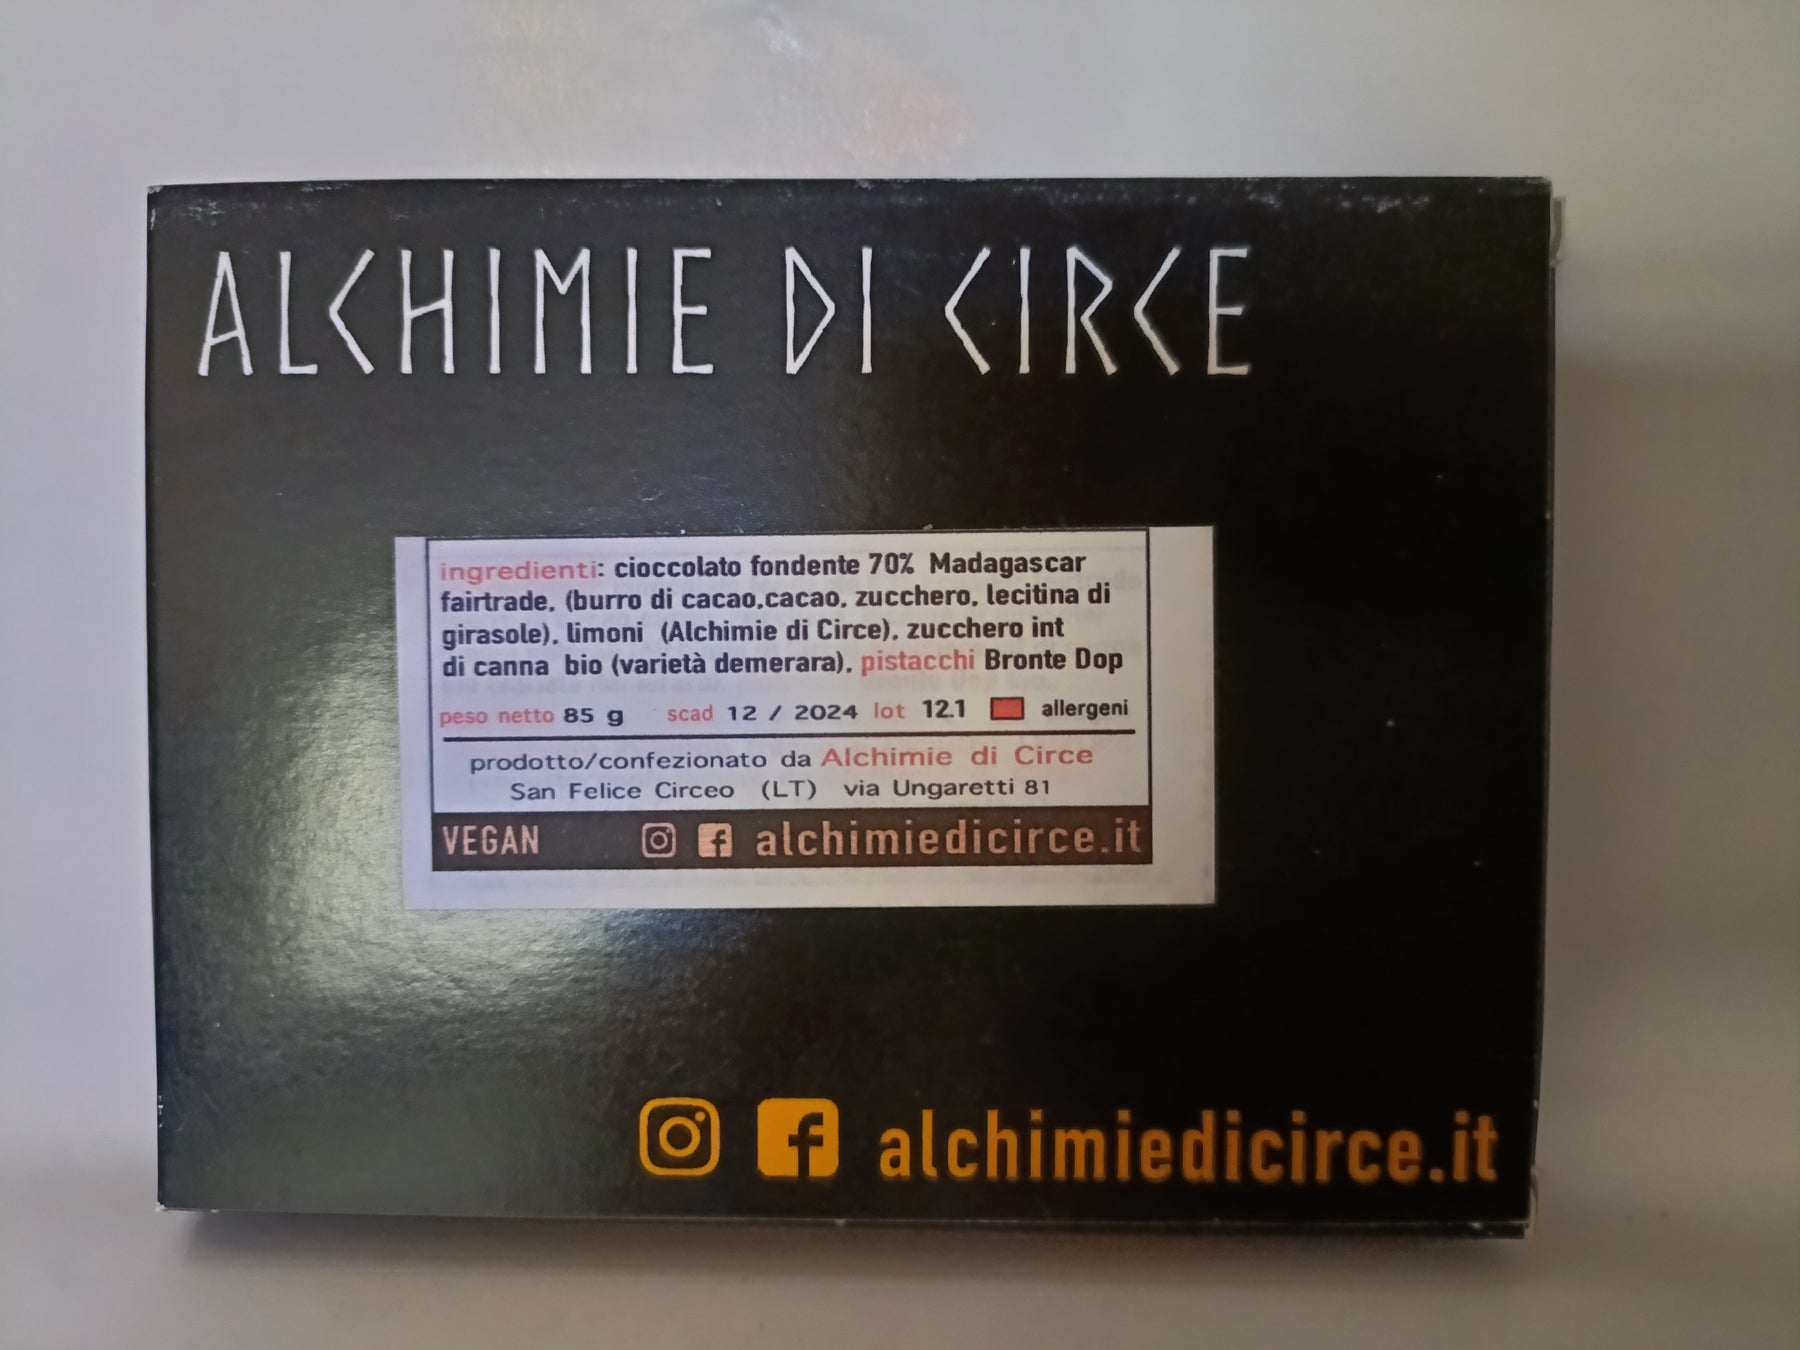 ALCHIMIE DI CIRCE
ingredienti: cioccolato fondente 70% Madagascar
fairtrade, (burro di cacao,cacao, zucchero, lecitina di
girasole), limoni (Alchimie di Circe), zucchero int
di canna bio (varietà demerara), pistacchi Bronte Dop
peso netto 85 g scad 12 / 2024 lot 12.1 allergeni
prodotto/confezionato da Alchimie di Circe
San Felice Circeo (LT) via Ungaretti 81
VEGAN alchimiedicirce.it
alchimiedicirce.it